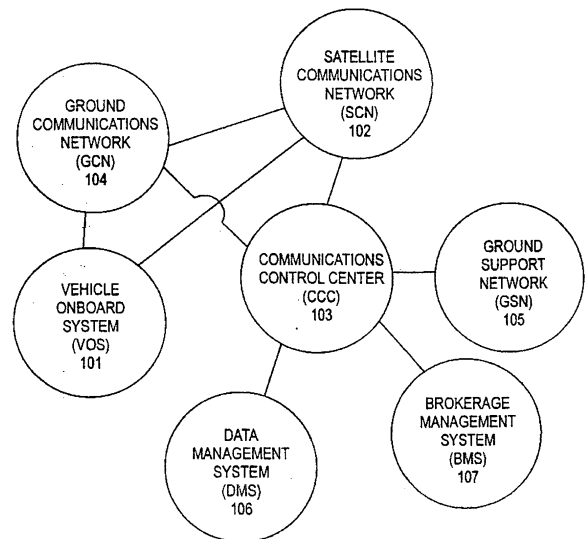 SATELLITE
COMMUNICATIONS
NETWORK
(SCN)
102
GROUND
COMMUNICATIONS
NETWORK
(GCN)
104
COMMUNICATIONS
CONTROL CENTER
(CCC)
103
GROUND
SUPPORT
NETWORK
(GSN)
105
VEHICLE
ONBOARD
SYSTEM
(VOS)
101
DATA
MANAGEMENT
SYSTEM
(DMS)
106
BROKERAGE
MANAGEMENT
SYSTEM
(BMS)
107